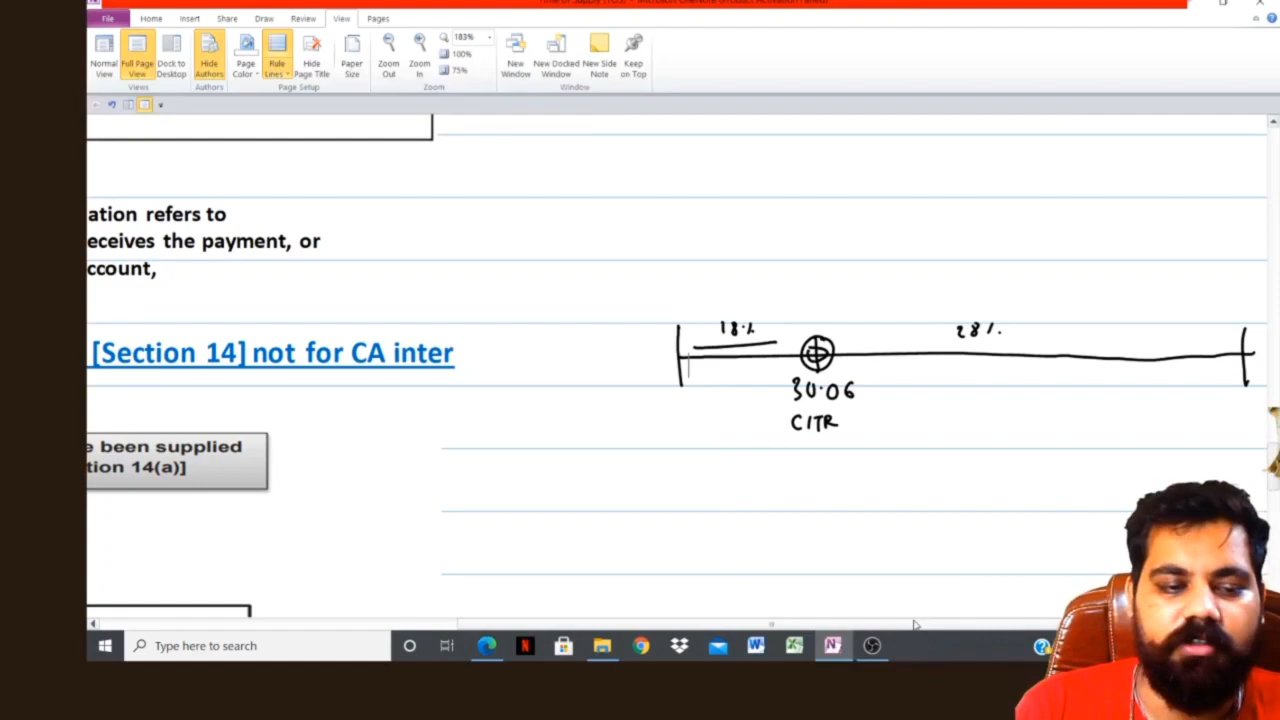 File Home Insert Share Draw Review View Pages
183%
100%
75%
Normal View
Full Page View
Dock to Desktop
Hide Authors
Page Color
Rule Lines
Hide Page Title
Paper Size
Zoom Out
Zoom In
New Window
New Docked Window
New Side Note
Keep on Top
Views Authors Page Setup Zoom Window
ation refers to
eceives the payment, or
ccount,
18% 28%
[Section 14] not for CA inter
30.06
CITR
e been supplied
tion 14(a)]
Type here to search